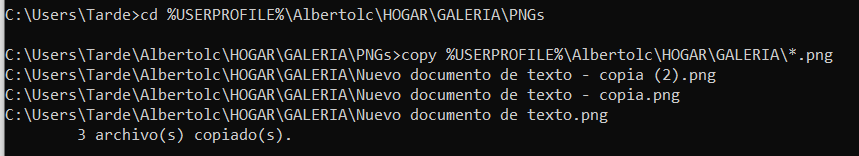 C:\Users\Tarde>cd %USERPROFILE%\Albertolc\HOGAR\GALERIA\PNGs
C:\Users\Tarde\Albertolc\HOGAR\GALERIA\PNGs>copy %USERPROFILE%\Albertolc\HOGAR\GALERIA\*.png
C:\Users\Tarde\Albertolc\HOGAR\GALERIA\Nuevo documento de texto - copia (2).png
C:\Users\Tarde\Albertolc\HOGAR\GALERIA\Nuevo documento de texto - copia.png
C:\Users\Tarde\Albertolc\HOGAR\GALERIA\Nuevo documento de texto.png
3 archivo(s) copiado(s).